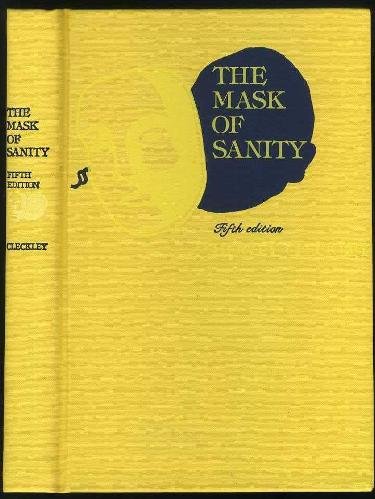 THE
MASK
OF
SANITY
FIFTH
EDITION
CLECKLEY
THE
MASK
OF
SANITY
Fifth edition